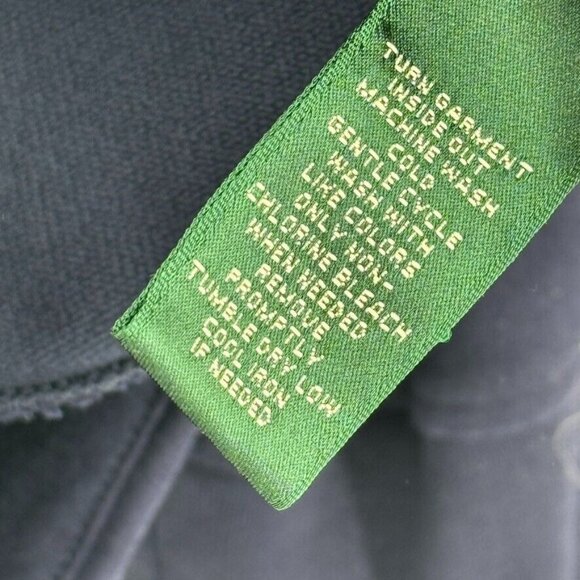 TURN GARMENT
INSIDE OUT
MACHINE WASH
COLD
GENTLE CYCLE
WASH WITH
LIKE COLORS
ONLY NON-
CHLORINE BLEACH
WHEN NEEDED
REMOVE
PROMPTLY
TUMBLE DRY LOW
COOL IRON
IF NEEDED